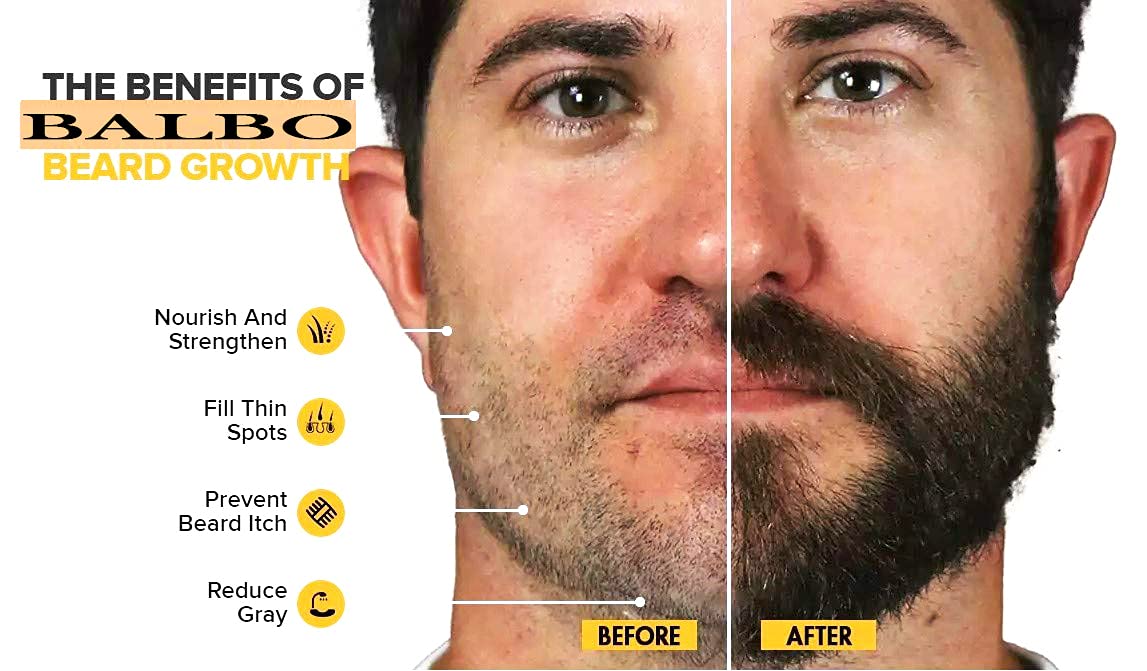 THE BENEFITS OF
BALBO
BEARD GROWTH
Nourish And
Strengthen
Fill Thin
Spots
Prevent
Beard Itch
Reduce
Gray
BEFORE
AFTER